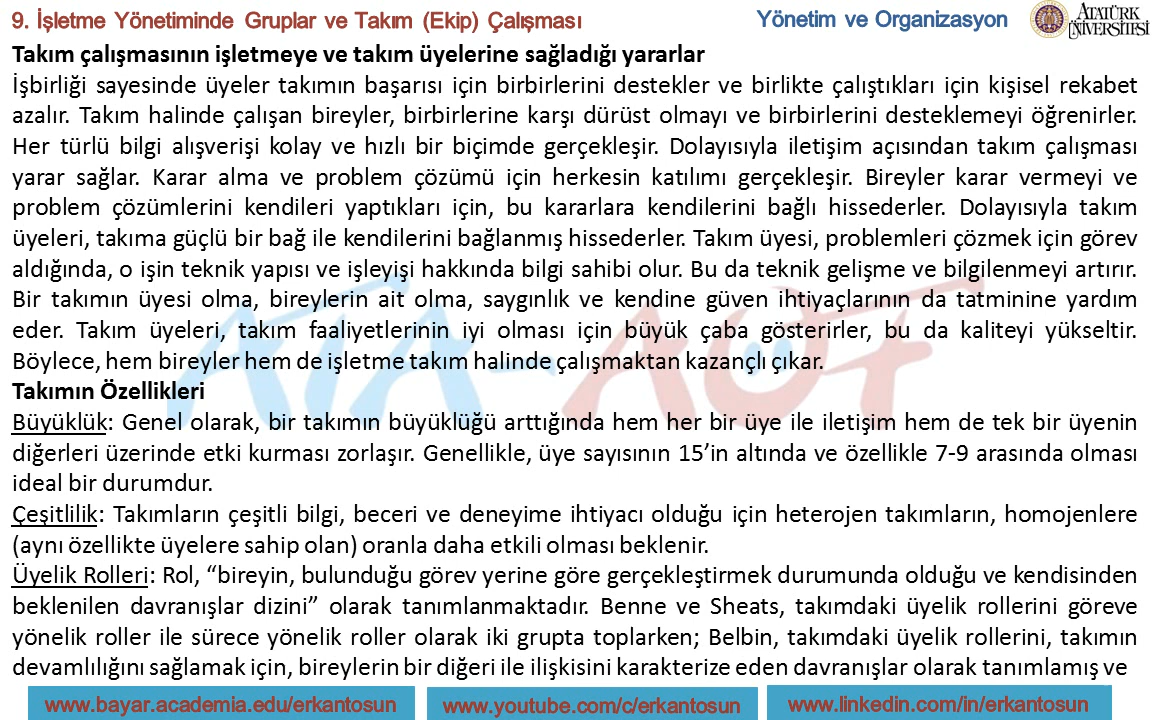 9. İşletme Yönetiminde Gruplar ve Takım (Ekip) Çalışması
Yönetim ve Organizasyon
ATATÜRK
ÜNİVERSİTESİ
Takım çalışmasının işletmeye ve takım üyelerine sağladığı yararlar
İşbirliği sayesinde üyeler takımın başarısı için birbirlerini destekler ve birlikte çalıştıkları için kişisel rekabet
azalır. Takım halinde çalışan bireyler, birbirlerine karşı dürüst olmayı ve birbirlerini desteklemeyi öğrenirler.
Her türlü bilgi alışverişi kolay ve hızlı bir biçimde gerçekleşir. Dolayısıyla iletişim açısından takım çalışması
yarar sağlar. Karar alma ve problem çözümü için herkesin katılımı gerçekleşir. Bireyler karar vermeyi ve
problem çözümlerini kendileri yaptıkları için, bu kararlara kendilerini bağlı hissederler. Dolayısıyla takım
üyeleri, takıma güçlü bir bağ ile kendilerini bağlanmış hissederler. Takım üyesi, problemleri çözmek için görev
aldığında, o işin teknik yapısı ve işleyişi hakkında bilgi sahibi olur. Bu da teknik gelişme ve bilgilenmeyi artırır.
Bir takımın üyesi olma, bireylerin ait olma, saygınlık ve kendine güven ihtiyaçlarının da tatminine yardım
eder. Takım üyeleri, takım faaliyetlerinin iyi olması için büyük çaba gösterirler, bu da kaliteyi yükseltir.
Böylece, hem bireyler hem de işletme takım halinde çalışmaktan kazançlı çıkar.
ATA-AÖF
Takımın Özellikleri
Büyüklük: Genel olarak, bir takımın büyüklüğü arttığında hem her bir üye ile iletişim hem de tek bir üyenin
diğerleri üzerinde etki kurması zorlaşır. Genellikle, üye sayısının 15’in altında ve özellikle 7-9 arasında olması
ideal bir durumdur.
Çeşitlilik: Takımların çeşitli bilgi, beceri ve deneyime ihtiyacı olduğu için heterojen takımların, homojenlere
(aynı özellikte üyelere sahip olan) oranla daha etkili olması beklenir.
Üyelik Rolleri: Rol, “bireyin, bulunduğu görev yerine göre gerçekleştirmek durumunda olduğu ve kendisinden
beklenilen davranışlar dizini” olarak tanımlanmaktadır. Benne ve Sheats, takımdaki üyelik rollerini göreve
yönelik roller ile sürece yönelik roller olarak iki grupta toplarken; Belbin, takımdaki üyelik rollerini, takımın
devamlılığını sağlamak için, bireylerin bir diğeri ile ilişkisini karakterize eden davranışlar olarak tanımlamış ve
www.bayar.academia.edu/erkantosun
www.youtube.com/c/erkantosun
www.linkedin.com/in/erkantosun